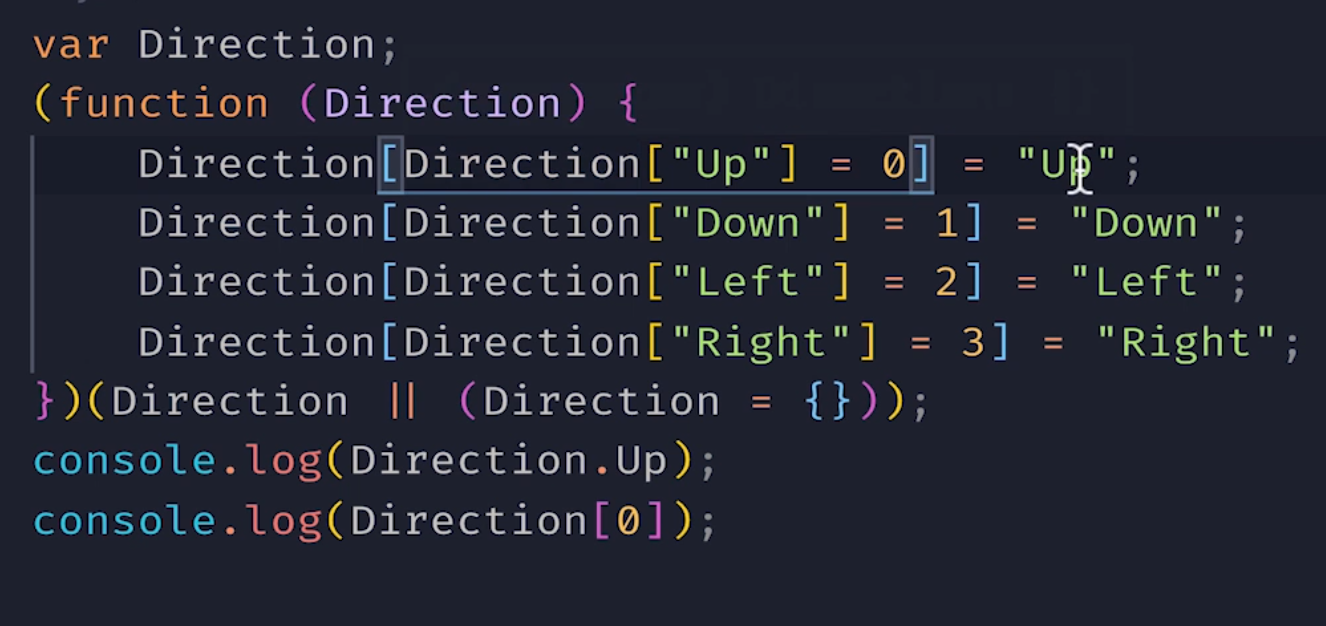 var Direction;
(function (Direction) {
    Direction[Direction["Up"] = 0] = "Up";
    Direction[Direction["Down"] = 1] = "Down";
    Direction[Direction["Left"] = 2] = "Left";
    Direction[Direction["Right"] = 3] = "Right";
})(Direction || (Direction = {}));
console.log(Direction.Up);
console.log(Direction[0]);